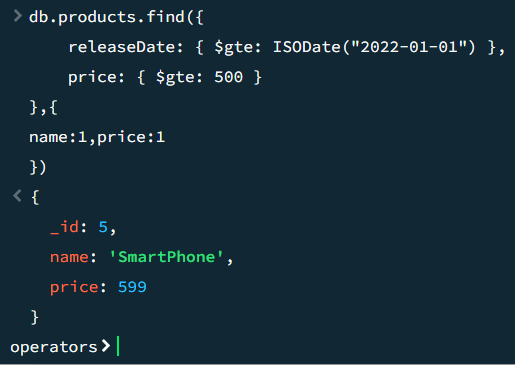 > db.products.find({
    releaseDate: { $gte: ISODate("2022-01-01") },
    price: { $gte: 500 }
},{
name:1,price:1
})
< {
  _id: 5,
  name: 'SmartPhone',
  price: 599
}
operators>